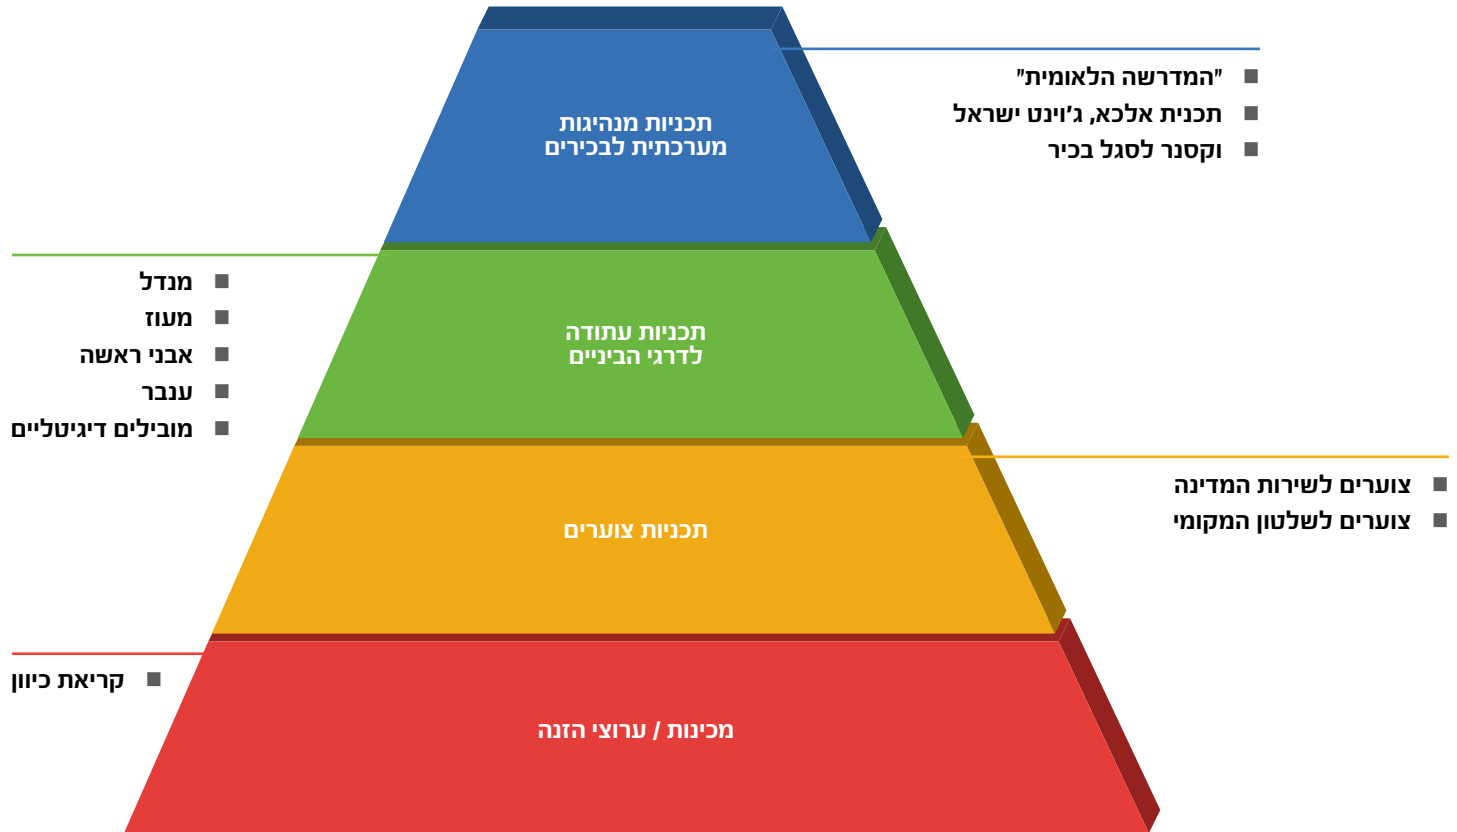 תכניות מנהיגות
מערכתית לבכירים
"המדרשה הלאומית"
תכנית אלכא, ג'וינט ישראל
וקסנר לסגל בכיר
תכניות עתודה
לדרגי הביניים
מנדל
מעוז
אבני ראשה
ענבר
מובילים דיגיטליים
תכניות צוערים
צוערים לשירות המדינה
צוערים לשלטון המקומי
מכינות / ערוצי הזנה
קריאת כיוון